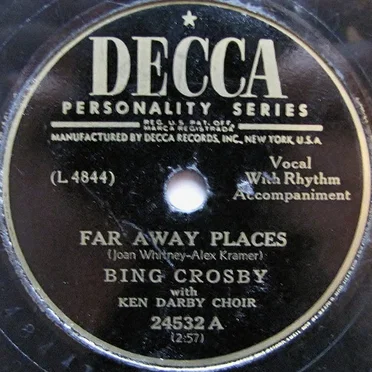 DECCA
PERSONALITY SERIES
REG. U.S. PAT. OFF.
MARCA REGISTRADA
MANUFACTURED BY DECCA RECORDS, INC., NEW YORK, U.S.A.
(L 4844)
Vocal
With Rhythm
Accompaniment
FAR AWAY PLACES
(Joan Whitney-Alex Kramer)
BING CROSBY
with
KEN DARBY CHOIR
24532 A
(2:57)